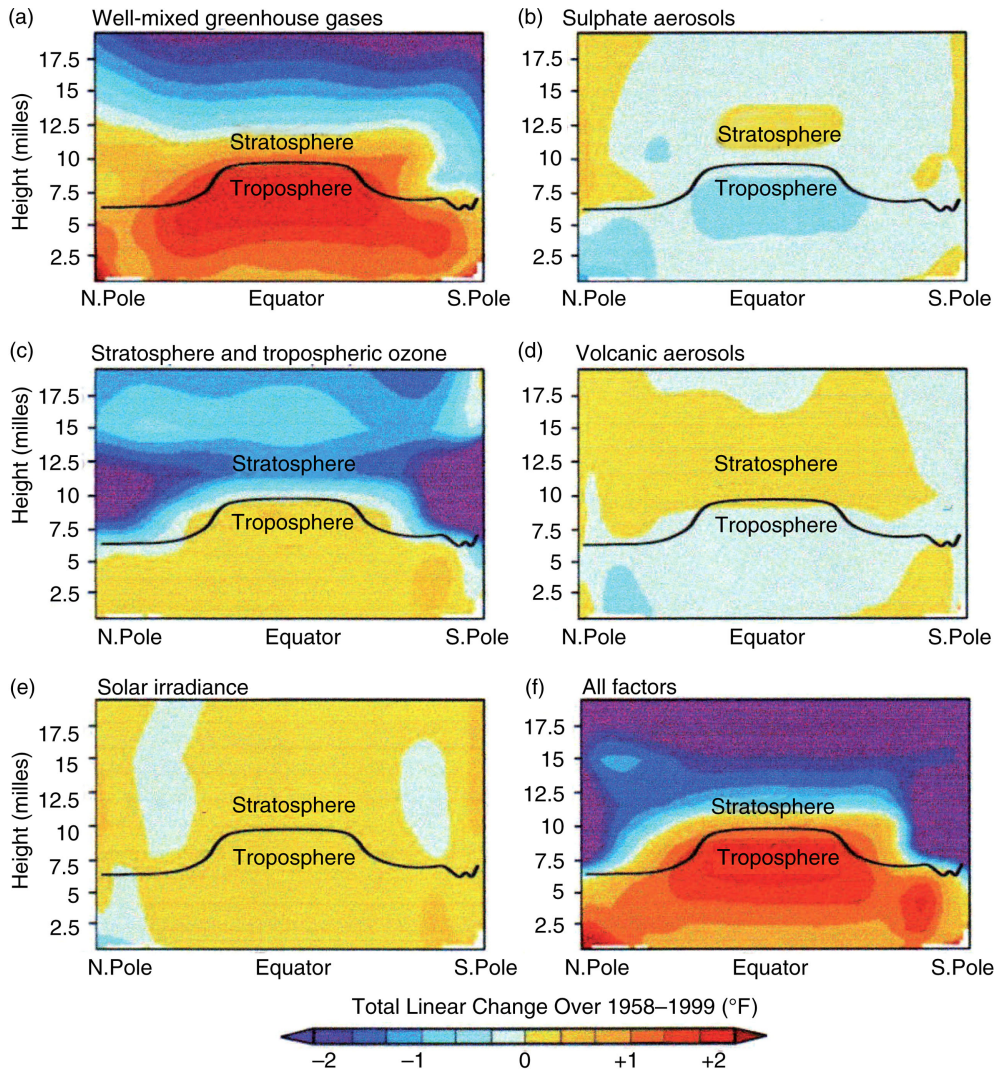 (a) Well-mixed greenhouse gases
(b) Sulphate aerosols
Height (milles)
17.5
15
12.5
10
7.5
5
2.5
Stratosphere
Troposphere
N.Pole Equator S.Pole
17.5
15
12.5
10
7.5
5
2.5
Stratosphere
Troposphere
N.Pole Equator S.Pole
(c) Stratosphere and tropospheric ozone
(d) Volcanic aerosols
Height (milles)
17.5
15
12.5
10
7.5
5
2.5
Stratosphere
Troposphere
N.Pole Equator S.Pole
17.5
15
12.5
10
7.5
5
2.5
Stratosphere
Troposphere
N.Pole Equator S.Pole
(e) Solar irradiance
(f) All factors
Height (milles)
17.5
15
12.5
10
7.5
5
2.5
Stratosphere
Troposphere
N.Pole Equator S.Pole
17.5
15
12.5
10
7.5
5
2.5
Stratosphere
Troposphere
N.Pole Equator S.Pole
Total Linear Change Over 1958–1999 (°F)
−2 −1 0 +1 +2